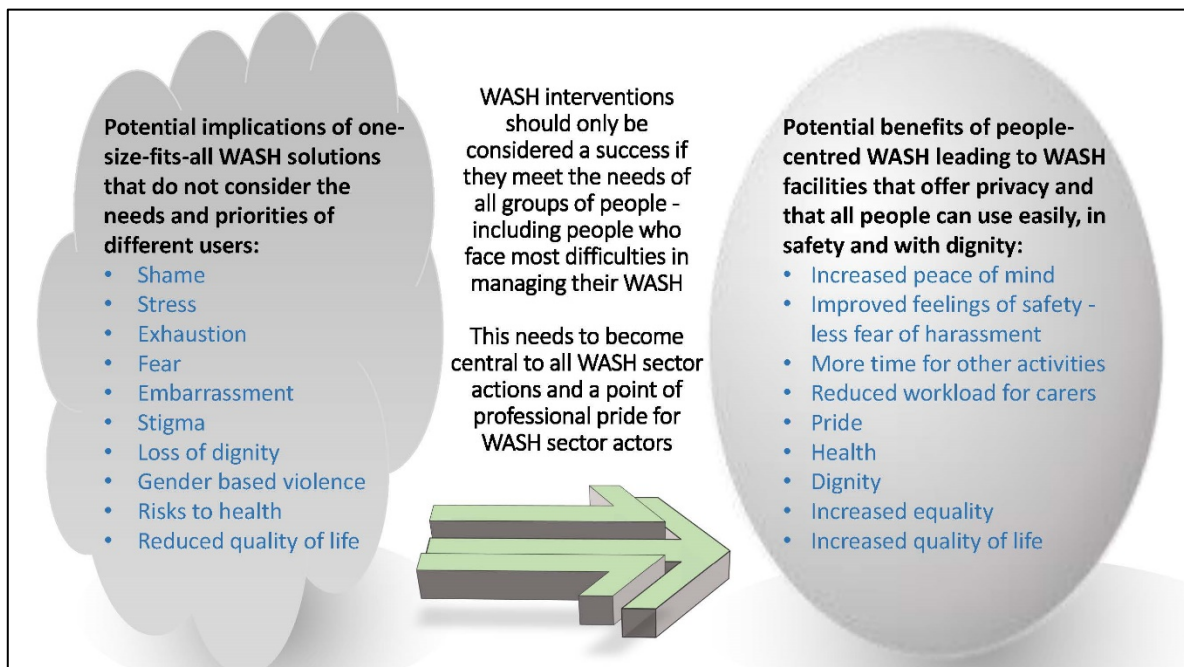 Potential implications of one-
size-fits-all WASH solutions
that do not consider the
needs and priorities of
different users:
• Shame
• Stress
• Exhaustion
• Fear
• Embarrassment
• Stigma
• Loss of dignity
• Gender based violence
• Risks to health
• Reduced quality of life
WASH interventions
should only be
considered a success if
they meet the needs of
all groups of people -
including people who
face most difficulties in
managing their WASH
This needs to become
central to all WASH sector
actions and a point of
professional pride for
WASH sector actors
Potential benefits of people-
centred WASH leading to WASH
facilities that offer privacy and
that all people can use easily, in
safety and with dignity:
• Increased peace of mind
• Improved feelings of safety -
less fear of harassment
• More time for other activities
• Reduced workload for carers
• Pride
• Health
• Dignity
• Increased equality
• Increased quality of life